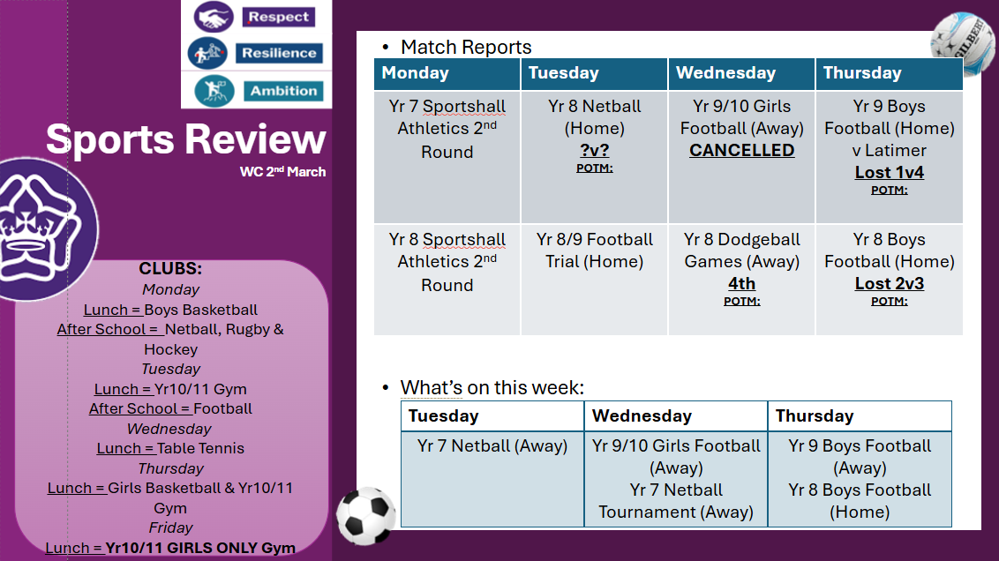 Respect
Resilience
Ambition
Sports Review
WC 2nd March
CLUBS:
Monday
Lunch = Boys Basketball
After School = Netball, Rugby &
Hockey
Tuesday
Lunch = Yr10/11 Gym
After School = Football
Wednesday
Lunch = Table Tennis
Thursday
Lunch = Girls Basketball & Yr10/11
Gym
Friday
Lunch = Yr10/11 GIRLS ONLY Gym
• Match Reports
GILBERT
Monday
Tuesday
Wednesday
Thursday
Yr 7 Sportshall
Athletics 2nd
Round
Yr 8 Netball
(Home)
?v?
POTM:
Yr 9/10 Girls
Football (Away)
CANCELLED
Yr 9 Boys
Football (Home)
v Latimer
Lost 1v4
POTM:
Yr 8 Sportshall
Athletics 2nd
Round
Yr 8/9 Football
Trial (Home)
Yr 8 Dodgeball
Games (Away)
4th
POTM:
Yr 8 Boys
Football (Home)
Lost 2v3
POTM:
• What's on this week:
Tuesday
Wednesday
Thursday
Yr 7 Netball (Away)
Yr 9/10 Girls Football
(Away)
Yr 7 Netball
Tournament (Away)
Yr 9 Boys Football
(Away)
Yr 8 Boys Football
(Home)